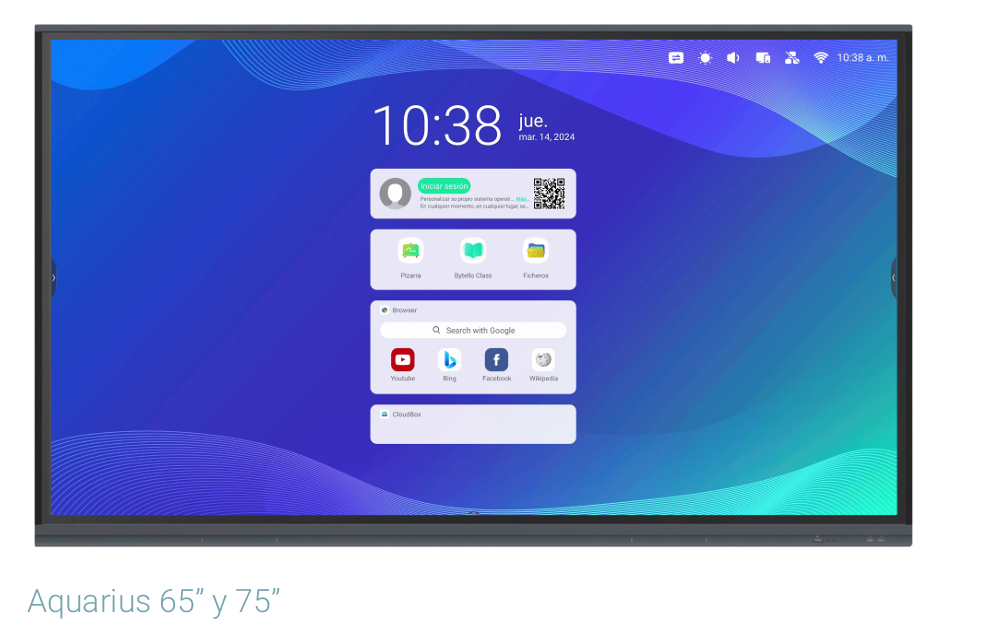 10:38 a. m.
10:38
jue.
mar. 14, 2024
Iniciar sesión
Personalizar su propio sistema operati... Más...
En cualquier momento, en cualquier lugar, se...
Pizarra
Bytello Class
Ficheros
Browser
Search with Google
Youtube
Bing
Facebook
Wikipedia
CloudBox
Aquarius 65” y 75”